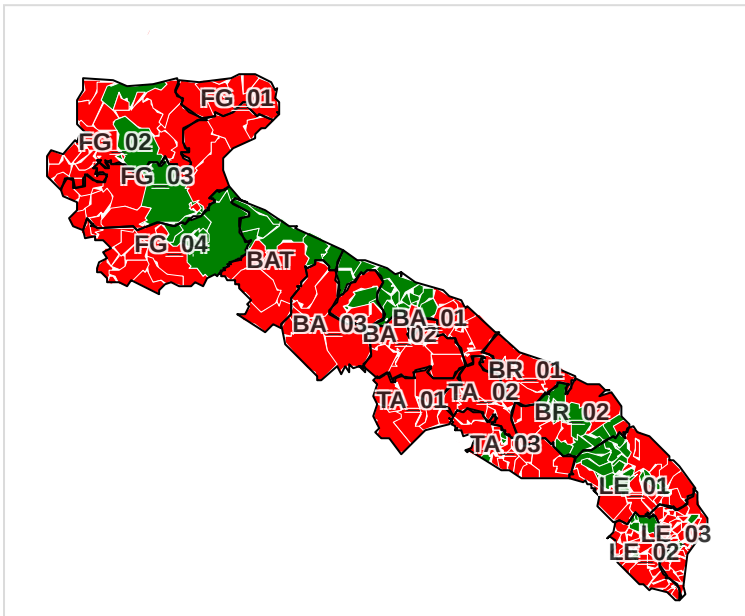 FG_01
FG_02
FG_03
FG_04
BAT
BA_03
BA_01
BA_02
BR_01
TA_02
TA_01
BR_02
TA_03
LE_01
LE_03
LE_02